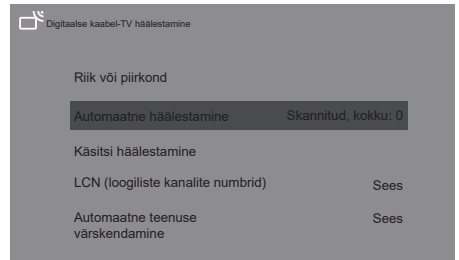 Digitaalse kaabel-TV häälestamine
Riik või piirkond
Automaatne häälestamine Skannitud, kokku: 0
Käsitsi häälestamine
LCN (loogiliste kanalite numbrid) Sees
Automaatne teenuse Sees
värskendamine